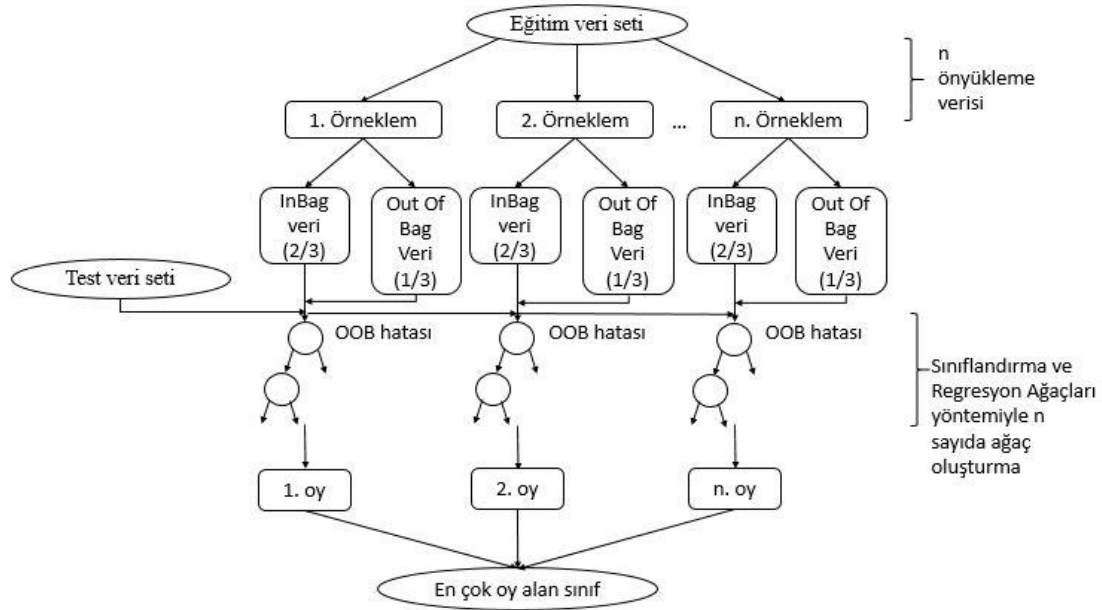 Eğitim veri seti
n
önyükleme
verisi
1. Örneklem
2. Örneklem
...
n. Örneklem
InBag
veri
(2/3)
Out Of
Bag
Veri
(1/3)
InBag
veri
(2/3)
Out Of
Bag
Veri
(1/3)
InBag
veri
(2/3)
Out Of
Bag
Veri
(1/3)
Test veri seti
OOB hatası
OOB hatası
OOB hatası
Sınıflandırma ve
Regresyon Ağaçları
yöntemiyle n
sayıda ağaç
oluşturma
1. oy
2. oy
n. oy
En çok oy alan sınıf